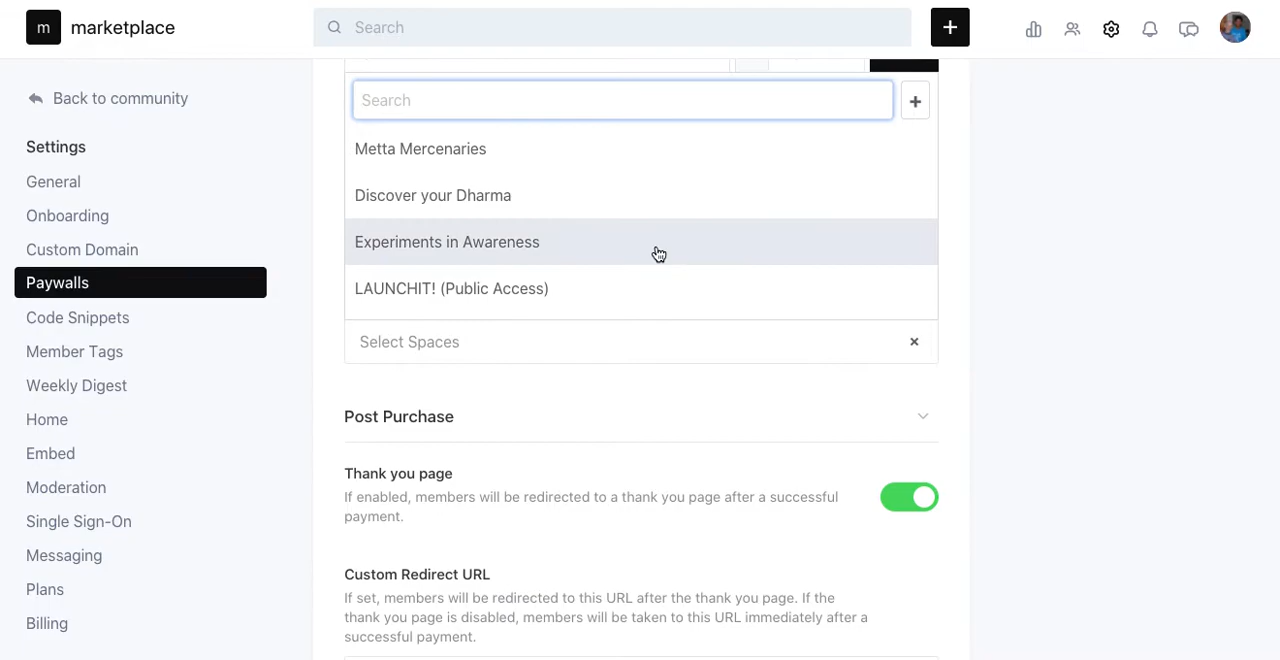 m marketplace
Search
+
Back to community
Settings
General
Onboarding
Custom Domain
Paywalls
Code Snippets
Member Tags
Weekly Digest
Home
Embed
Moderation
Single Sign-On
Messaging
Plans
Billing
Search
+
Metta Mercenaries
Discover your Dharma
Experiments in Awareness
LAUNCHIT! (Public Access)
Select Spaces
Post Purchase
Thank you page
If enabled, members will be redirected to a thank you page after a successful
payment.
Custom Redirect URL
If set, members will be redirected to this URL after the thank you page. If the
thank you page is disabled, members will be taken to this URL immediately after a
successful payment.